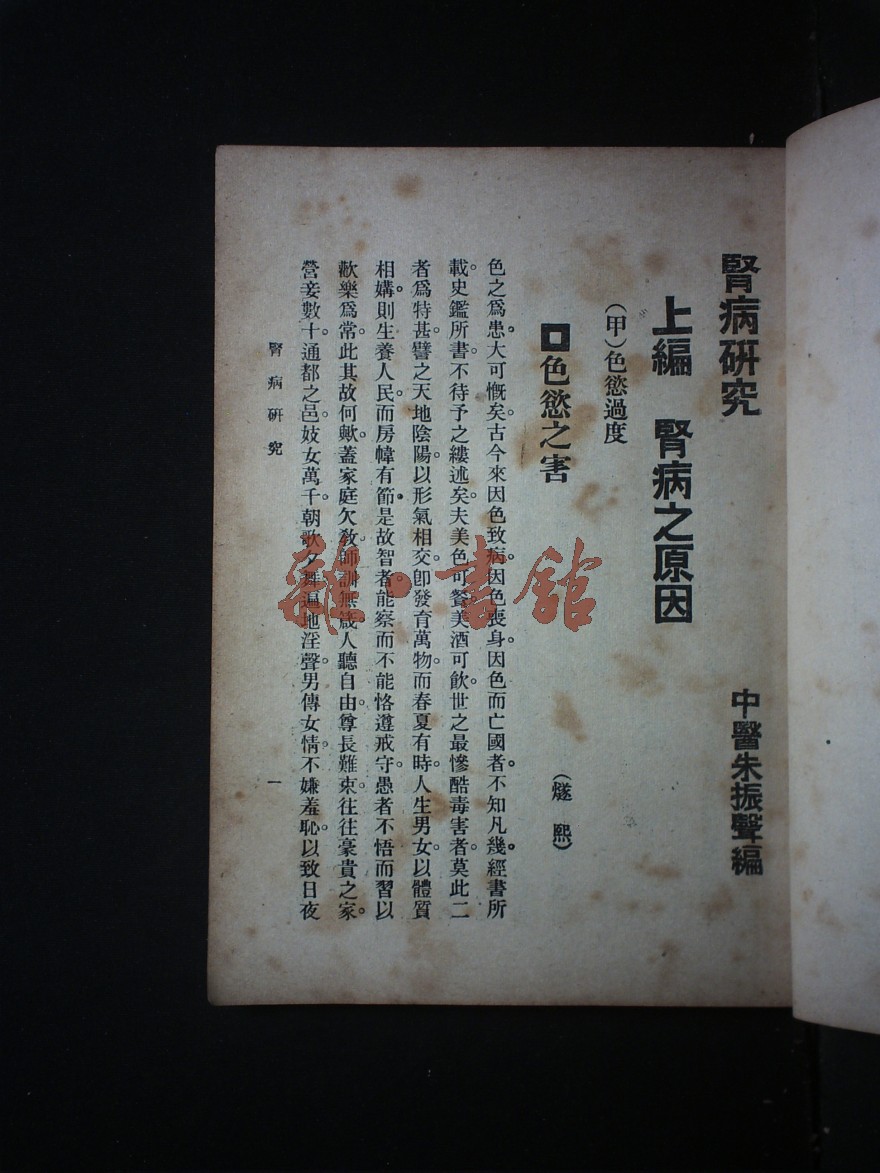 腎病研究
中醫朱振聲編
上編 腎病之原因
(甲)色慾過度
色慾之害
(燧熙)
色之爲患。大可慨矣。古今來因色致病。因色喪身。因色而亡國者。不知凡幾。經書所
載。史鑑所書。不待予之縷述矣。夫美色可餐。美酒可飲。世之最慘酷毒害者。莫此二
者爲特甚。譬之天地陰陽。以形氣相交。卽發育萬物。而春夏有時。人生男女。以體質
相媾。則生養人民。而房幃有節。是故智者能察而不能恪遵戒守。愚者不悟而習以
歡樂爲常。此其故何歟。蓋家庭欠教。師訓無箴。人聽自由。尊長難束。往往豪貴之家。
營妾數十。通都之邑。妓女萬千。朝歌夕舞。遍地淫聲。男傳女情。不嫌羞恥。以致日夜
腎病研究
一
雜·書館